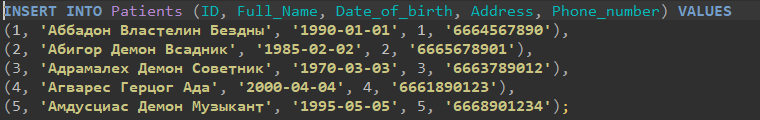 INSERT INTO Patients (ID, Full_Name, Date_of_birth, Address, Phone_number) VALUES
(1, 'Аббадон Властелин Бездны', '1990-01-01', 1, '6664567890'),
(2, 'Абигор Демон Всадник', '1985-02-02', 2, '6665678901'),
(3, 'Адрамалех Демон Советник', '1970-03-03', 3, '6663789012'),
(4, 'Агварес Герцог Ада', '2000-04-04', 4, '6661890123'),
(5, 'Амдусциас Демон Музыкант', '1995-05-05', 5, '6668901234');